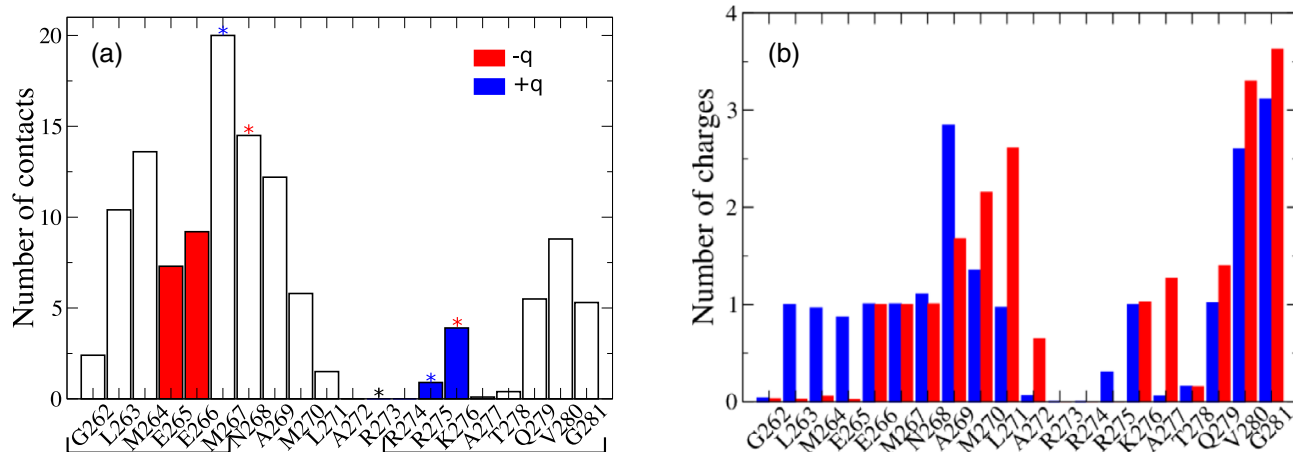 (a)
Number of contacts
20
15
10
5
0
-q
+q
*
*
*
*
*
G262 L263 M264 E265 E266 M267 N268 A269 M270 L271 A272 R273 R274 R275 K276 A277 T278 Q279 V280 G281
(b)
Number of charges
4
3
2
1
0
G262 L263 M264 E265 E266 M267 N268 A269 M270 L271 A272 R273 R274 R275 K276 A277 T278 Q279 V280 G281